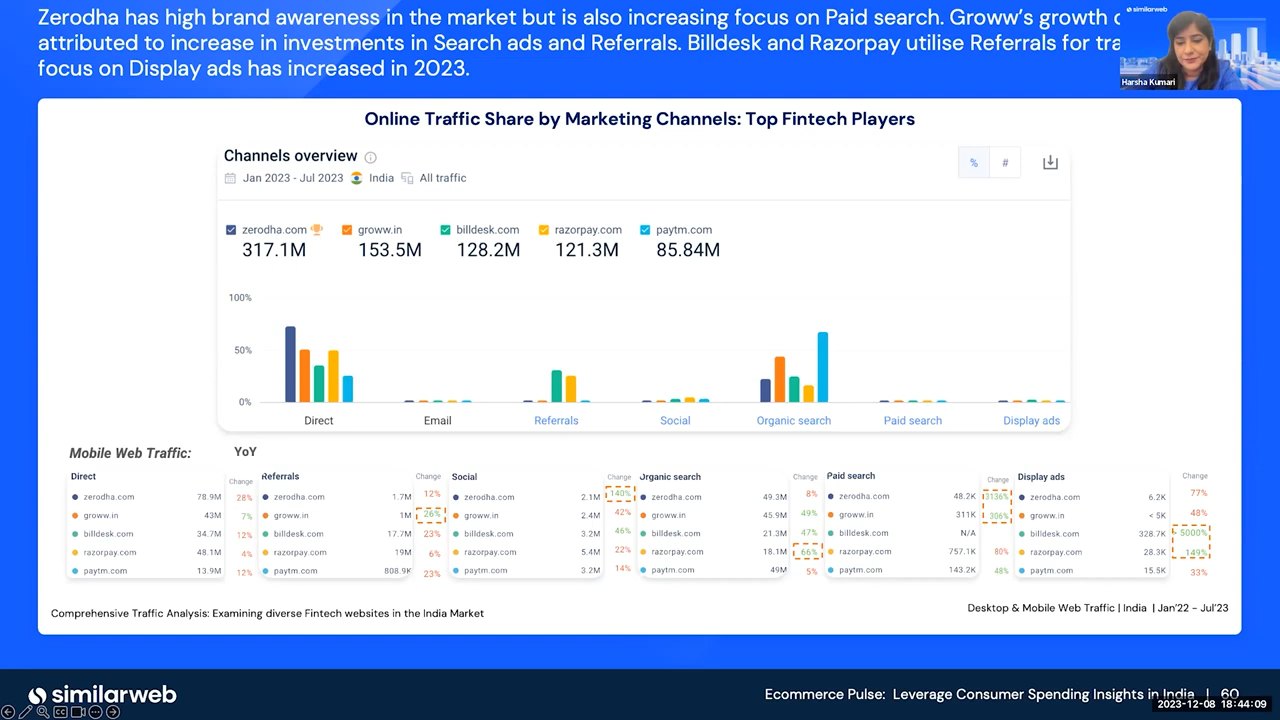 Zerodha has high brand awareness in the market but is also increasing focus on Paid search. Groww's growth
attributed to increase in investments in Search ads and Referrals. Billdesk and Razorpay utilise Referrals for
focus on Display ads has increased in 2023.
similarweb
Harsha Kumari
Online Traffic Share by Marketing Channels: Top Fintech Players
Channels overview
Jan 2023 - Jul 2023 India All traffic
% #
zerodha.com groww.in billdesk.com razorpay.com paytm.com
317.1M 153.5M 128.2M 121.3M 85.84M
100%
50%
0%
Direct Email Referrals Social Organic search Paid search Display ads
Mobile Web Traffic: YoY
Direct Change
zerodha.com 78.9M 28%
groww.in 43M 7%
billdesk.com 34.7M 12%
razorpay.com 48.1M 4%
paytm.com 13.9M 12%
Referrals Change
zerodha.com 1.7M 12%
groww.in 1M 26%
billdesk.com 17.7M 23%
razorpay.com 19M 6%
paytm.com 808.9K 23%
Social Change
zerodha.com 2.1M 140%
groww.in 2.4M 42%
billdesk.com 3.2M 46%
razorpay.com 5.4M 22%
paytm.com 3.2M 14%
Organic search Change
zerodha.com 49.3M 8%
groww.in 45.9M 49%
billdesk.com 21.3M 47%
razorpay.com 18.1M 66%
paytm.com 49M 5%
Paid search Change
zerodha.com 48.2K 3136%
groww.in 311K 306%
billdesk.com N/A
razorpay.com 757.1K 80%
paytm.com 143.2K 48%
Display ads Change
zerodha.com 6.2K 77%
groww.in < 5K 48%
billdesk.com 328.7K 5000%
razorpay.com 28.3K 149%
paytm.com 15.5K 33%
Comprehensive Traffic Analysis: Examining diverse Fintech websites in the India Market
Desktop & Mobile Web Traffic | India | Jan'22 - Jul'23
similarweb
Ecommerce Pulse: Leverage Consumer Spending Insights in India | 60
2023-12-08 18:44:09